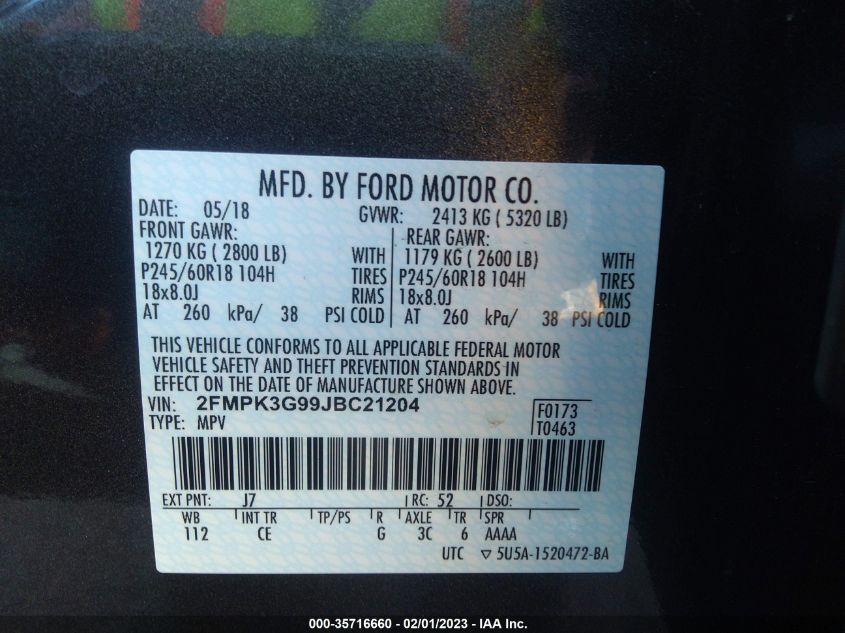 MFD. BY FORD MOTOR CO.
DATE: 05/18 GVWR: 2413 KG ( 5320 LB)
FRONT GAWR: REAR GAWR:
1270 KG ( 2800 LB) WITH 1179 KG ( 2600 LB) WITH
P245/60R18 104H TIRES P245/60R18 104H TIRES
18x8.0J RIMS 18x8.0J RIMS
AT 260 kPa/ 38 PSI COLD AT 260 kPa/ 38 PSI COLD
THIS VEHICLE CONFORMS TO ALL APPLICABLE FEDERAL MOTOR
VEHICLE SAFETY AND THEFT PREVENTION STANDARDS IN
EFFECT ON THE DATE OF MANUFACTURE SHOWN ABOVE.
VIN: 2FMPK3G99JBC21204 F0173
TYPE: MPV T0463
EXT PNT: J7 RC: 52 DSO:
WB INT TR TP/PS R AXLE TR SPR
112 CE G 3C 6 AAAA
UTC ▽ 5U5A-1520472-BA
000-35716660 - 02/01/2023 - IAA Inc.